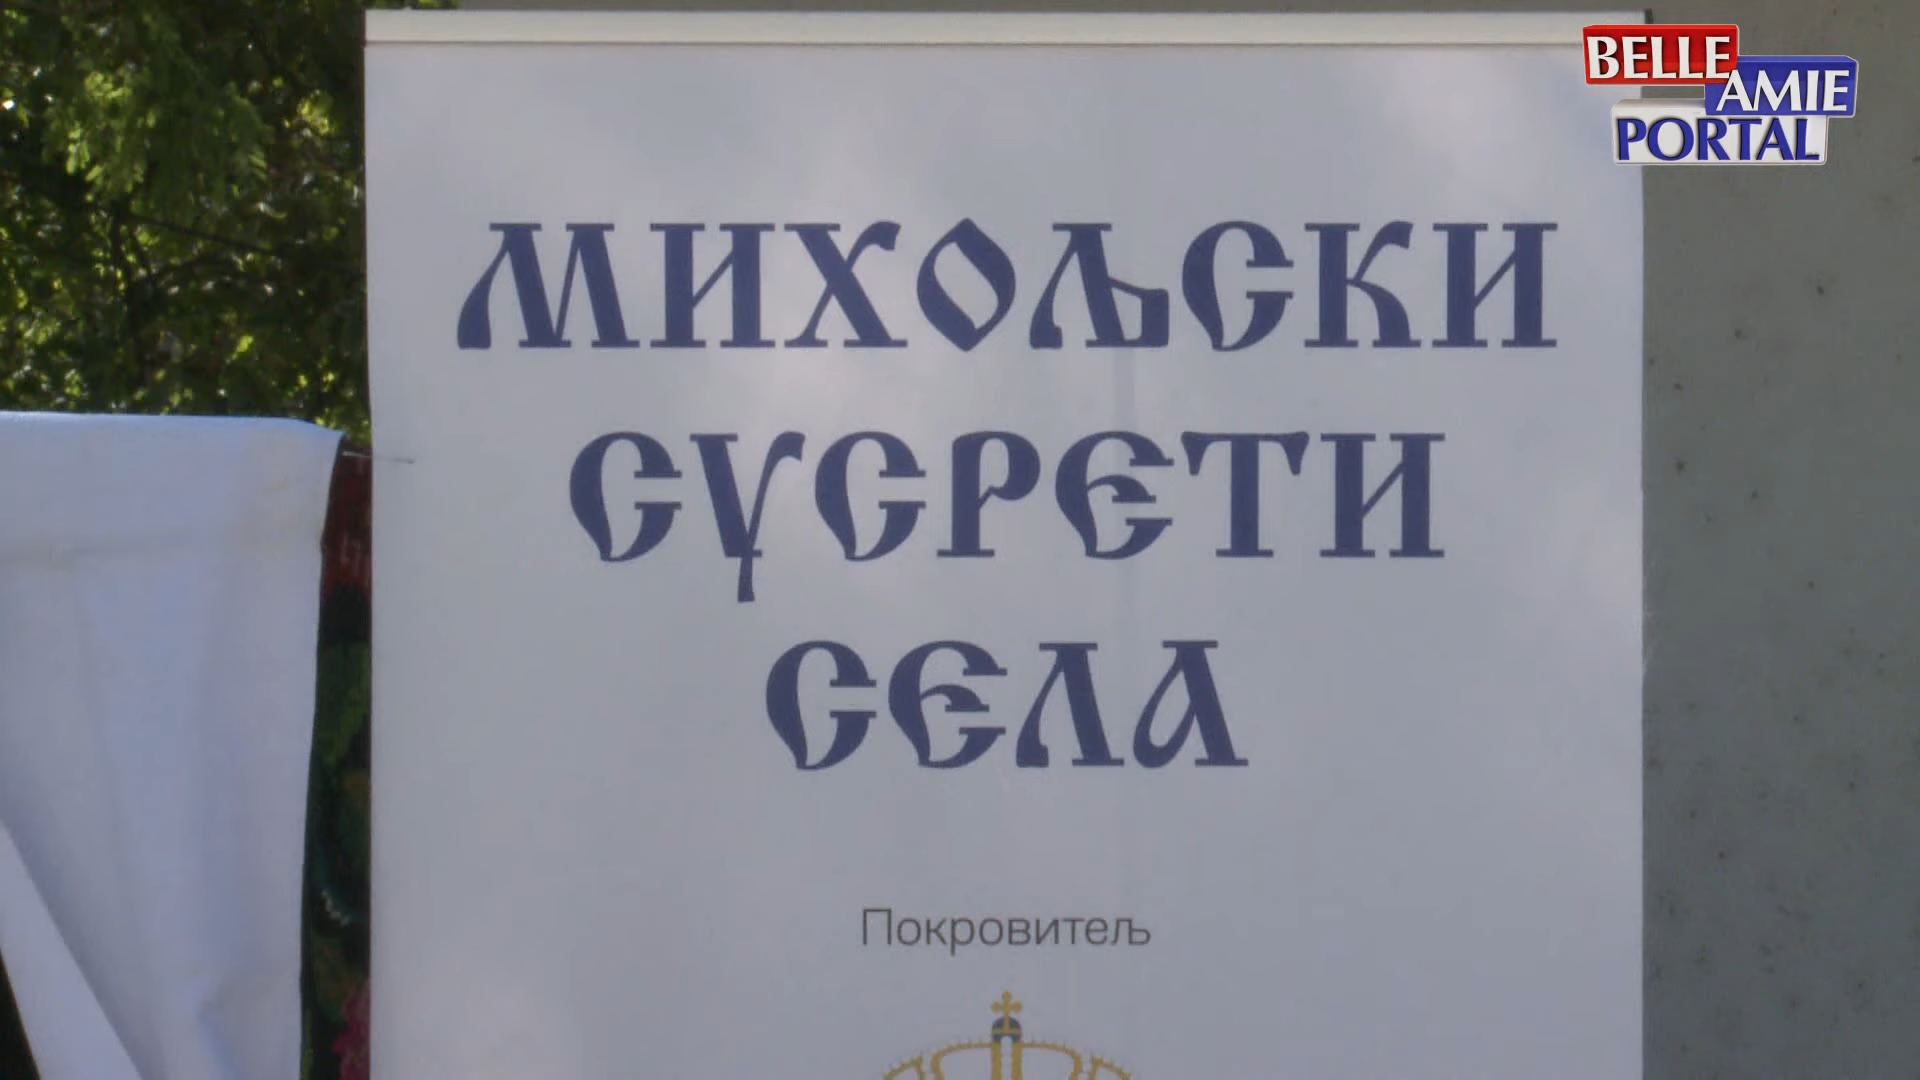 BELLE
AMIE
PORTAL
МИХОЉСКИ
СУСРЕТИ
СЕЛА
Покровитељ